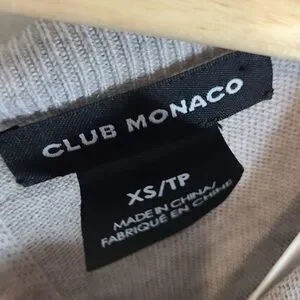 CLUB MONACO
XS/TP
MADE IN CHINA/
FABRIQUÉ EN CHINE